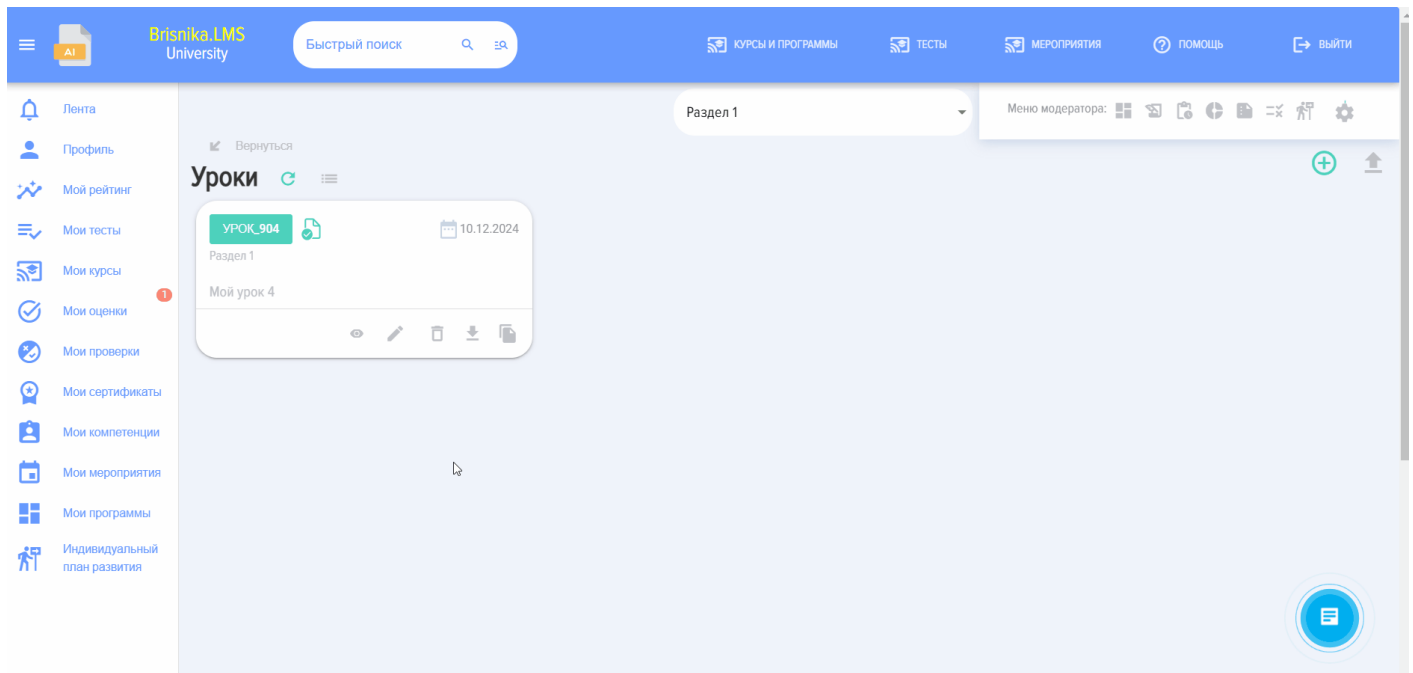 AI
Brisnika.LMS
University
Быстрый поиск
КУРСЫ И ПРОГРАММЫ
ТЕСТЫ
МЕРОПРИЯТИЯ
ПОМОЩЬ
ВЫЙТИ
Лента
Профиль
Мой рейтинг
Мои тесты
Мои курсы
1
Мои оценки
Мои проверки
Мои сертификаты
Мои компетенции
Мои мероприятия
Мои программы
Индивидуальный
план развития
Раздел 1
Меню модератора:
Вернуться
Уроки
УРОК_904
10.12.2024
Раздел 1
Мой урок 4